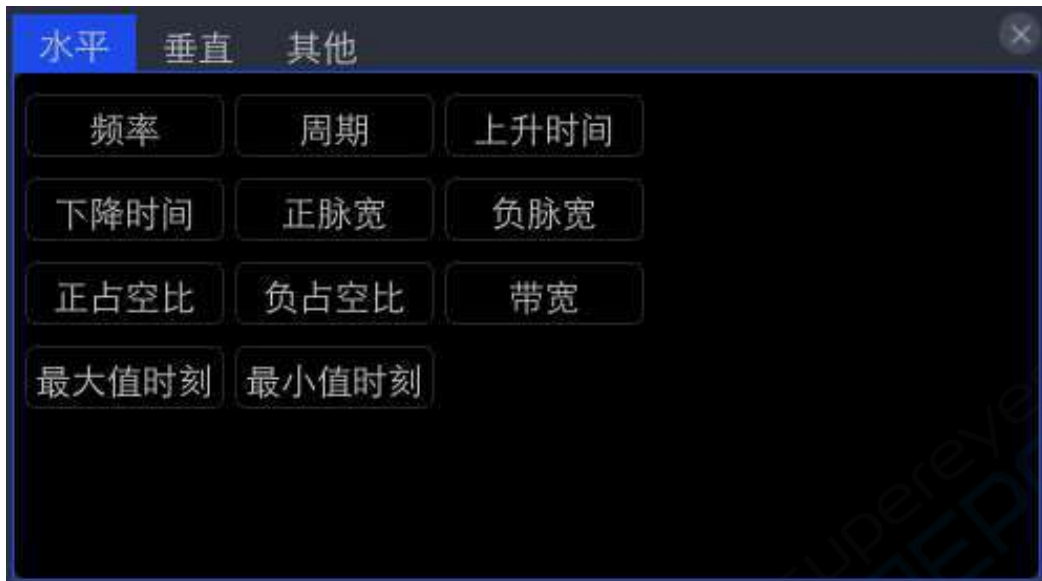 水平 垂直 其他
频率 周期 上升时间
下降时间 正脉宽 负脉宽
正占空比 负占空比 带宽
最大值时刻 最小值时刻
supereye